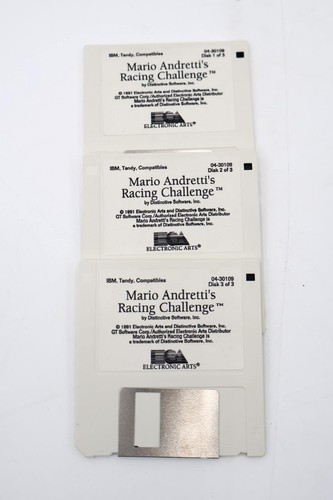 IBM, Tandy, Compatibles 04-30109
Disk 1 of 3
Mario Andretti's
Racing Challenge™
by Distinctive Software, Inc.
© 1991 Electronic Arts and Distinctive Software, Inc.
GT Software Corp./Authorized Electronic Arts Distributor
Mario Andretti's Racing Challenge is
a trademark of Distinctive Software, Inc.
ELECTRONIC ARTS®
IBM, Tandy, Compatibles 04-30109
Disk 2 of 3
Mario Andretti's
Racing Challenge™
by Distinctive Software, Inc.
© 1991 Electronic Arts and Distinctive Software, Inc.
GT Software Corp./Authorized Electronic Arts Distributor
Mario Andretti's Racing Challenge is
a trademark of Distinctive Software, Inc.
ELECTRONIC ARTS®
IBM, Tandy, Compatibles 04-30109
Disk 3 of 3
Mario Andretti's
Racing Challenge™
by Distinctive Software, Inc.
© 1991 Electronic Arts and Distinctive Software, Inc.
GT Software Corp./Authorized Electronic Arts Distributor
Mario Andretti's Racing Challenge is
a trademark of Distinctive Software, Inc.
ELECTRONIC ARTS®